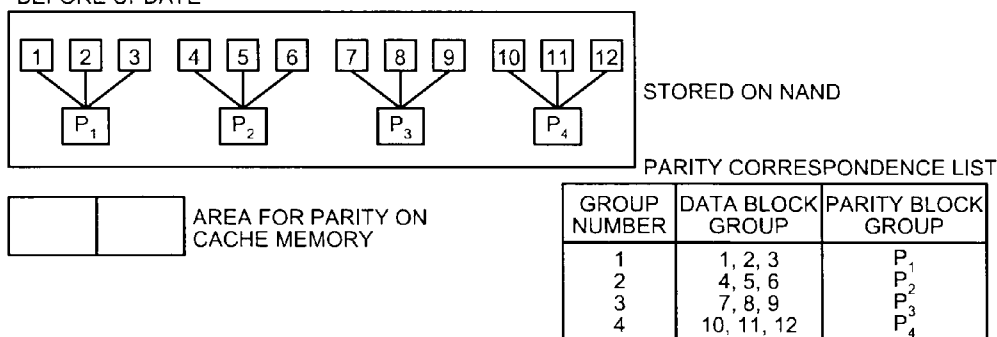 BEFORE UPDATE
1 2 3 4 5 6 7 8 9 10 11 12
P₁ P₂ P₃ P₄
STORED ON NAND
AREA FOR PARITY ON
CACHE MEMORY
PARITY CORRESPONDENCE LIST
GROUP NUMBER DATA BLOCK GROUP PARITY BLOCK GROUP
1 1, 2, 3 P₁
2 4, 5, 6 P₂
3 7, 8, 9 P₃
4 10, 11, 12 P₄